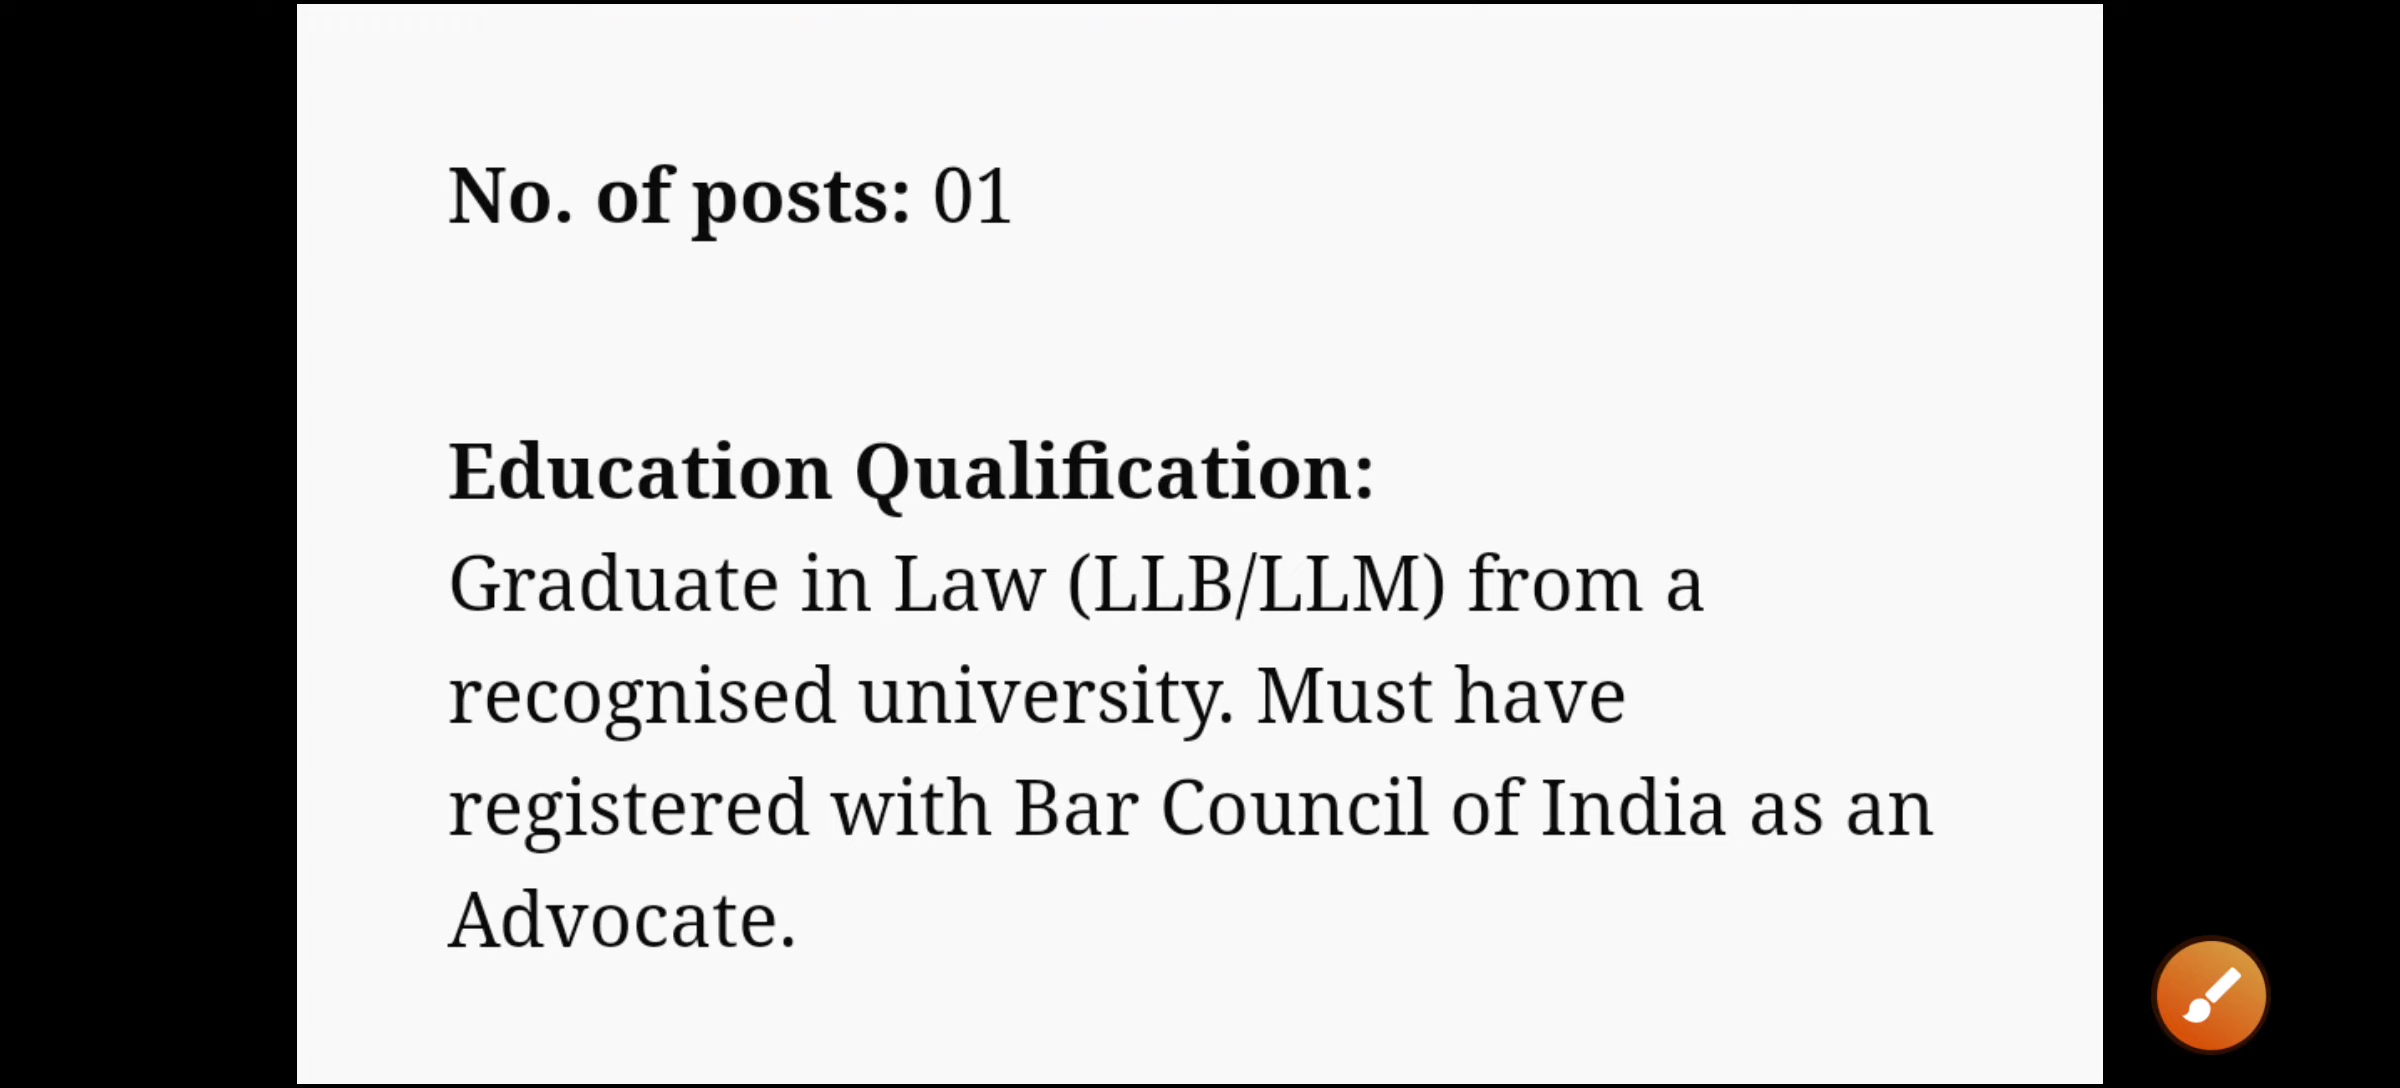 No. of posts: 01
Education Qualification:
Graduate in Law (LLB/LLM) from a
recognised university. Must have
registered with Bar Council of India as an
Advocate.